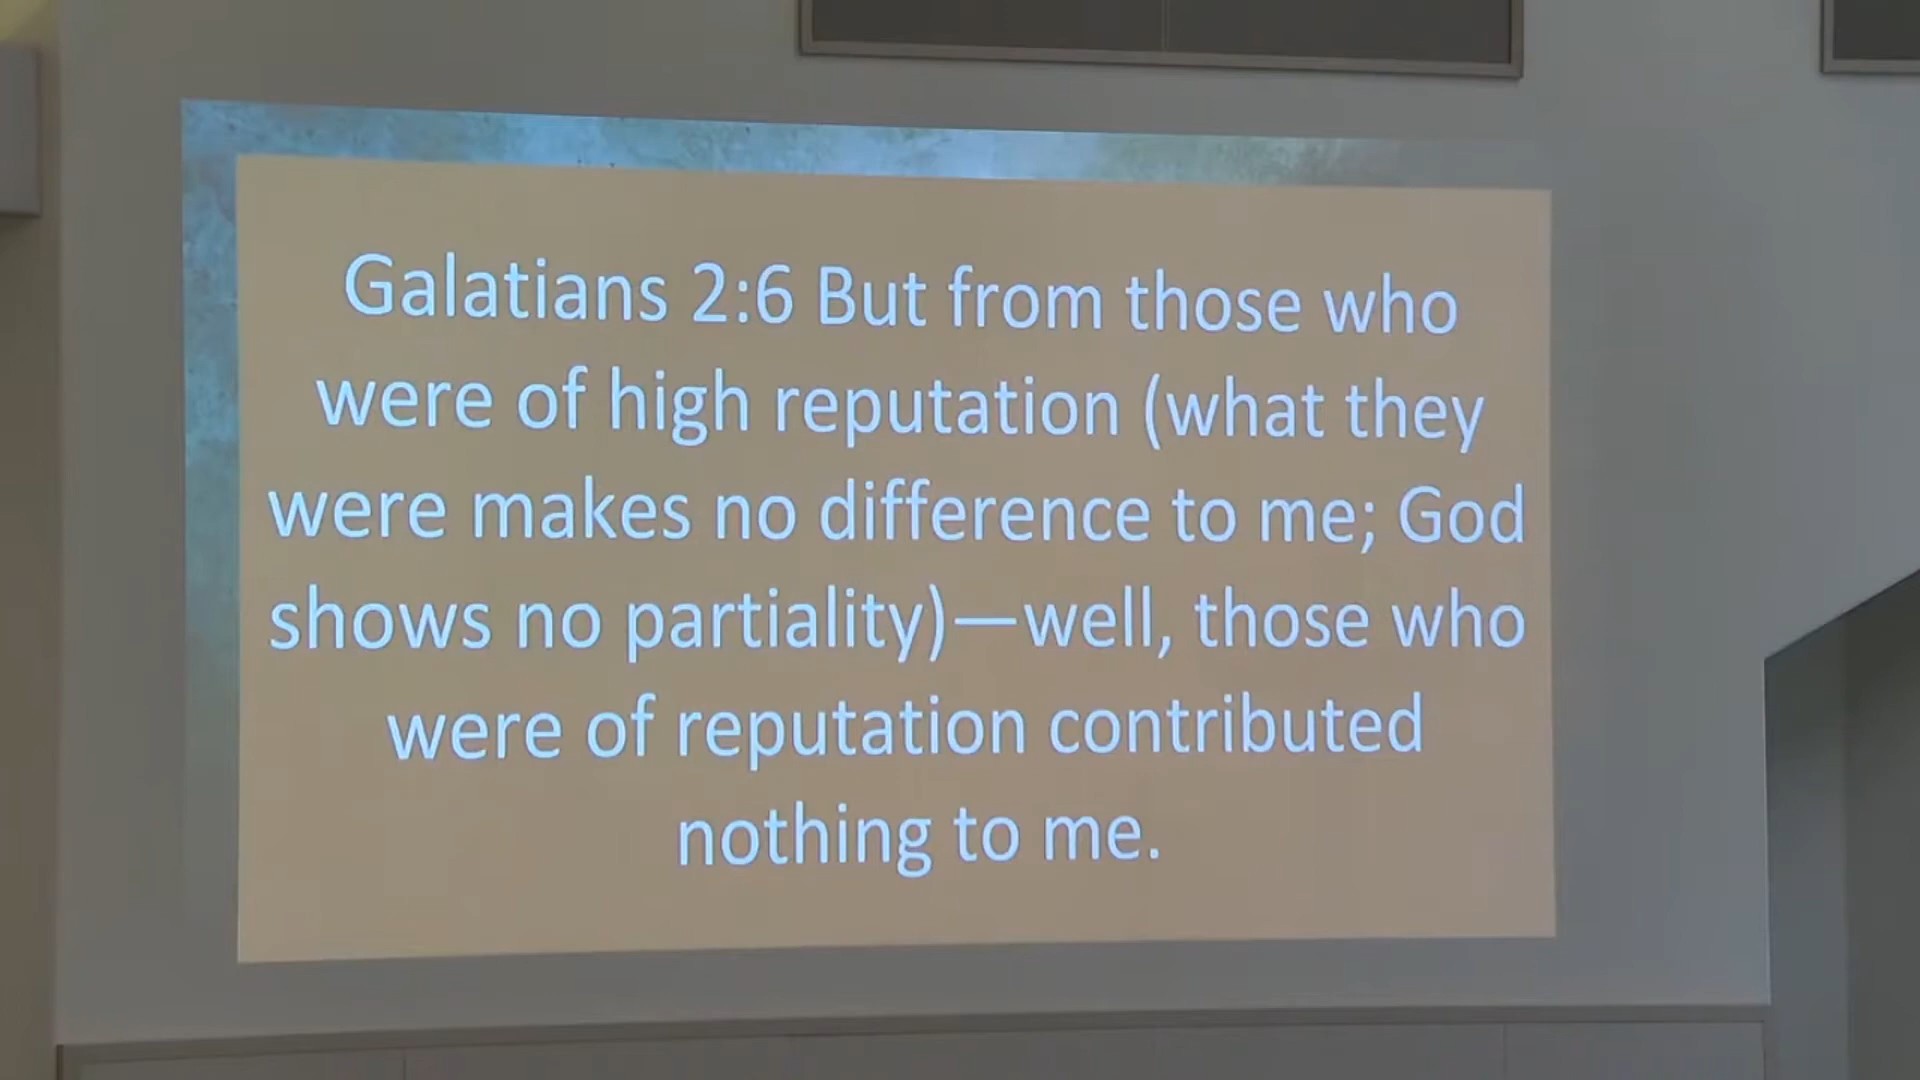 Galatians 2:6 But from those who
were of high reputation (what they
were makes no difference to me; God
shows no partiality)—well, those who
were of reputation contributed
nothing to me.